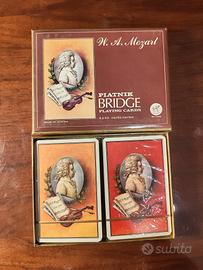 W. A. Mozart
PIATNIK
BRIDGE
PLAYING CARDS
subito